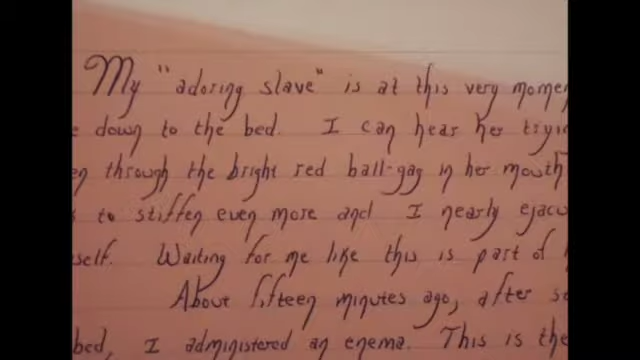 My "adoring slave" is at this very
down to the bed. I can hear her
through the bright red ball-gag in her mouth
to stiffen even more and I nearly
Waiting for me like this is part of
About fifteen minutes ago, after
bed, I administered an enema. This is the